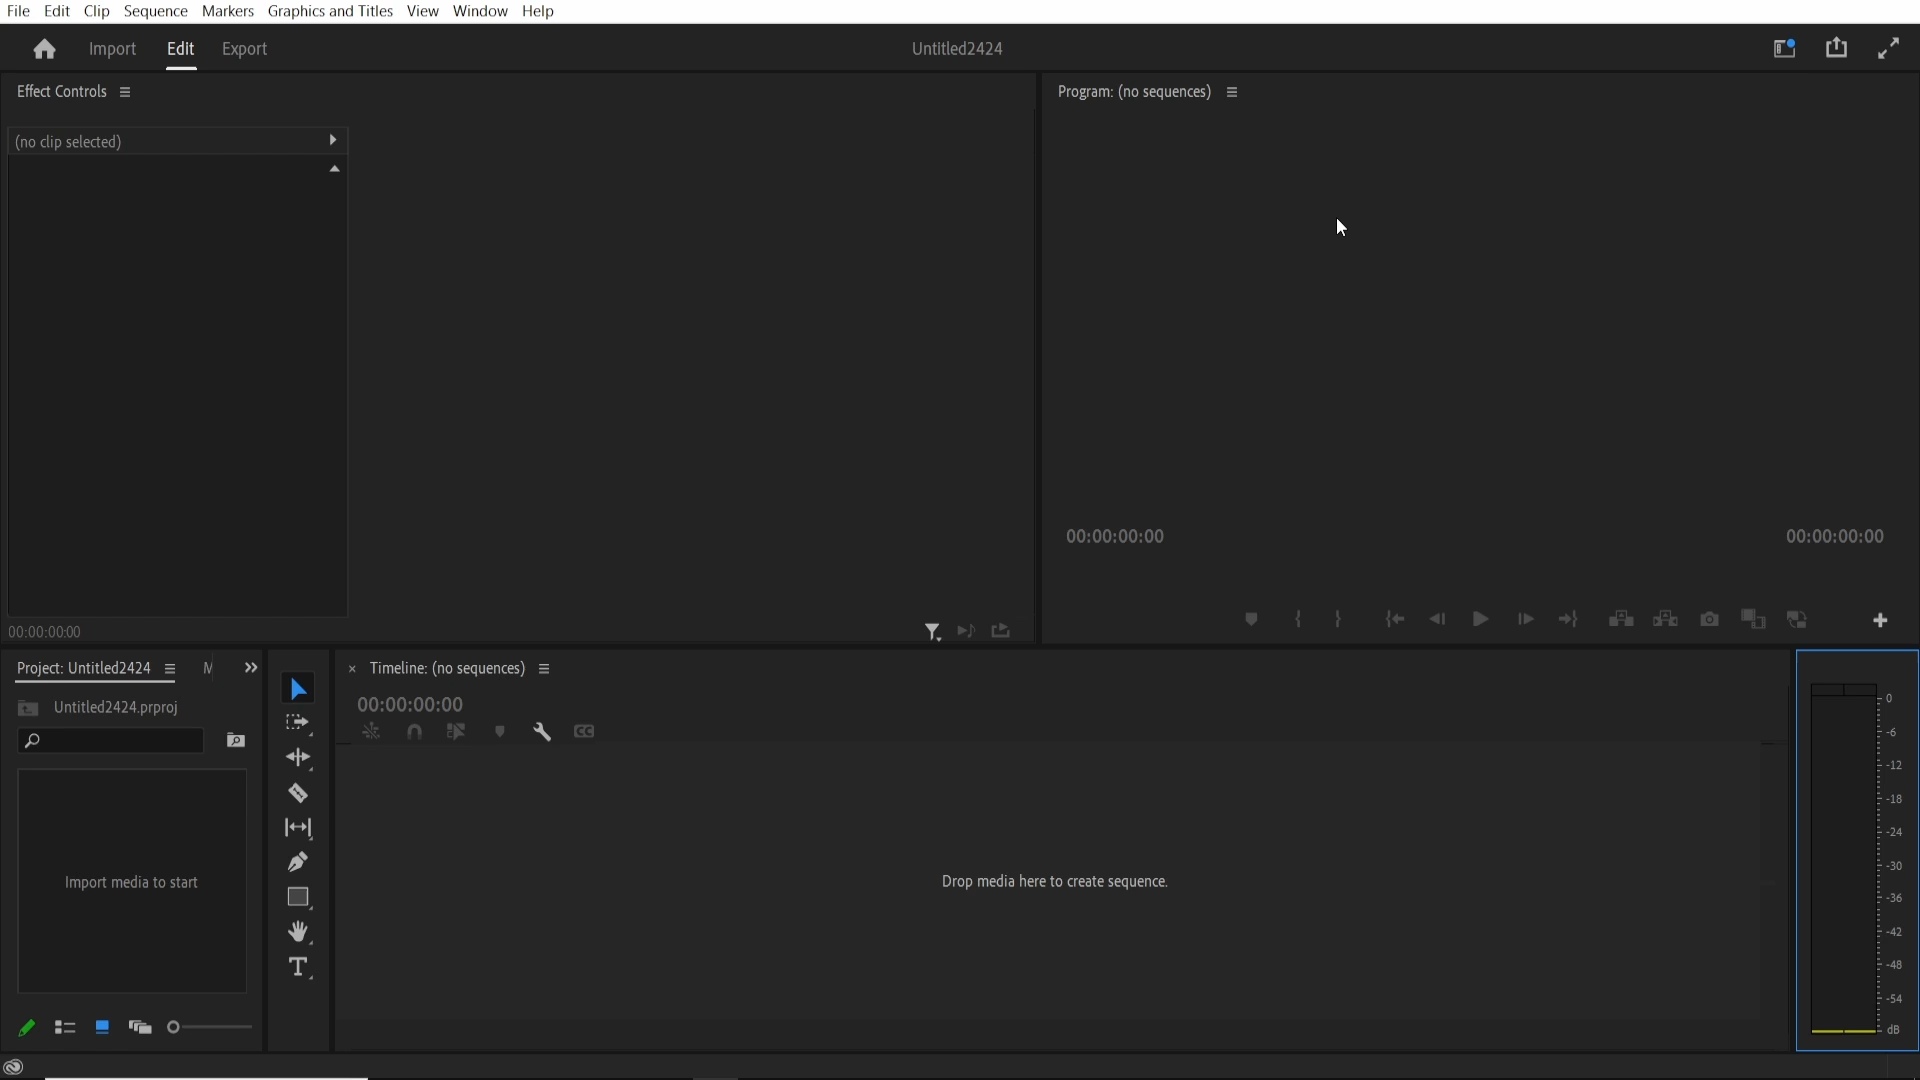 File Edit Clip Sequence Markers Graphics and Titles View Window Help
Import Edit Export Untitled2424
Effect Controls
Program: (no sequences)
(no clip selected)
00:00:00:00 00:00:00:00
00:00:00:00
Project: Untitled2424 M
Timeline: (no sequences)
Untitled2424.prproj
00:00:00:00
CC
Import media to start
Drop media here to create sequence.
0
-6
-12
-18
-24
-30
-36
-42
-48
-54
dB